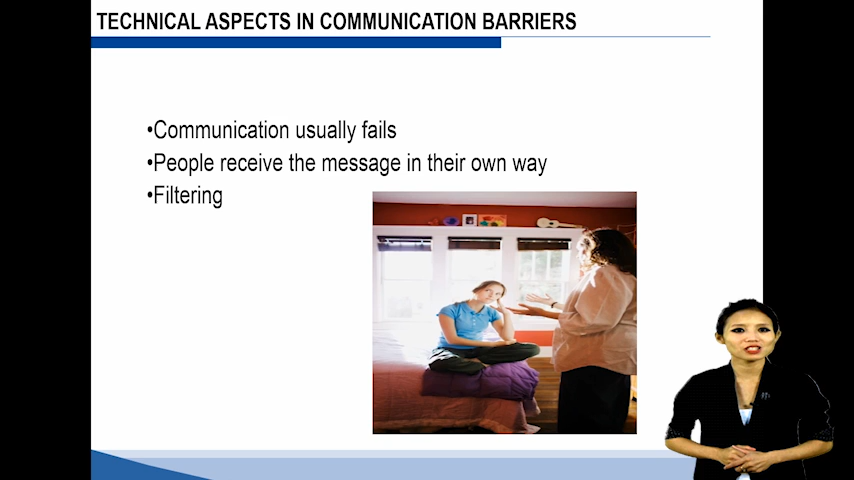 TECHNICAL ASPECTS IN COMMUNICATION BARRIERS
•Communication usually fails
•People receive the message in their own way
•Filtering